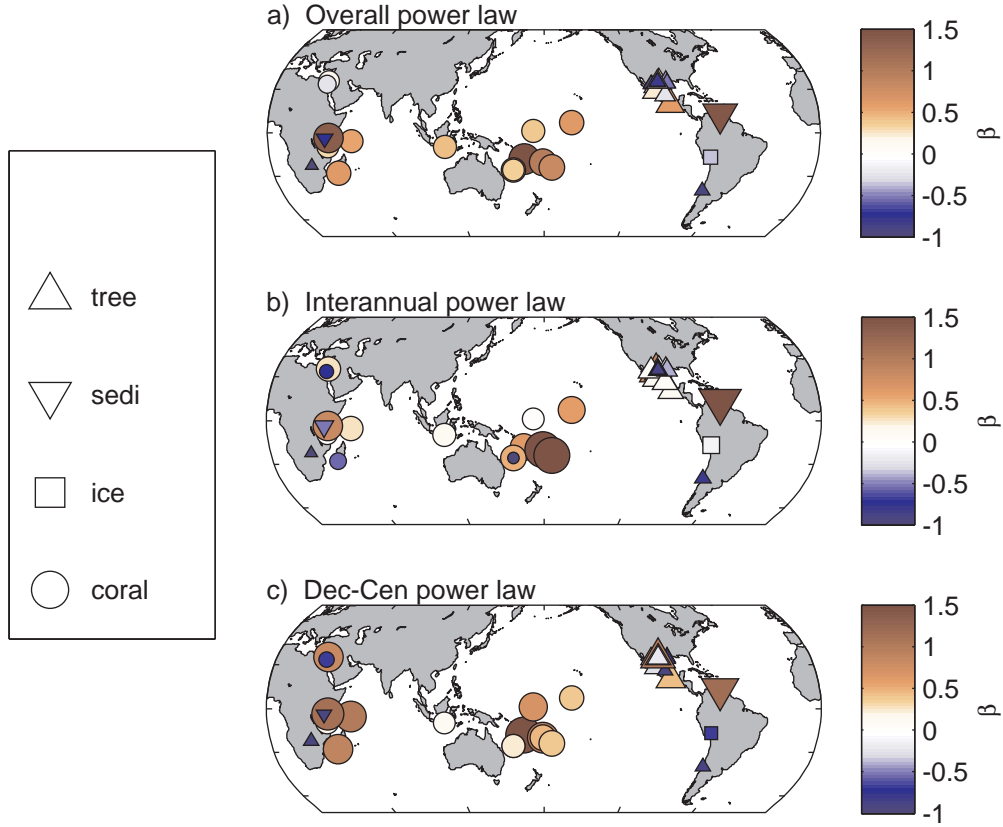 a) Overall power law
1.5
1
0.5
0
-0.5
-1
β
tree
sedi
ice
coral
b) Interannual power law
1.5
1
0.5
0
-0.5
-1
β
c) Dec-Cen power law
1.5
1
0.5
0
-0.5
-1
β